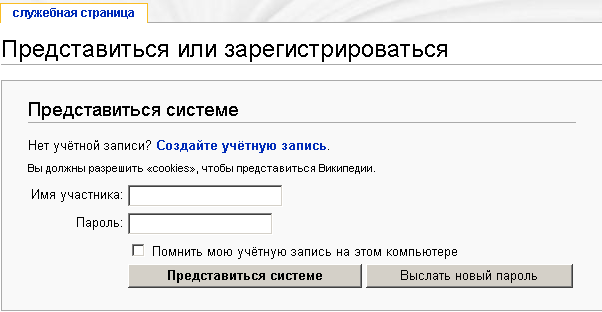 служебная страница
Представиться или зарегистрироваться
Представиться системе
Нет учётной записи? Создайте учётную запись.
Вы должны разрешить «cookies», чтобы представиться Википедии.
Имя участника:
Пароль:
Помнить мою учётную запись на этом компьютере
Представиться системе Выслать новый пароль